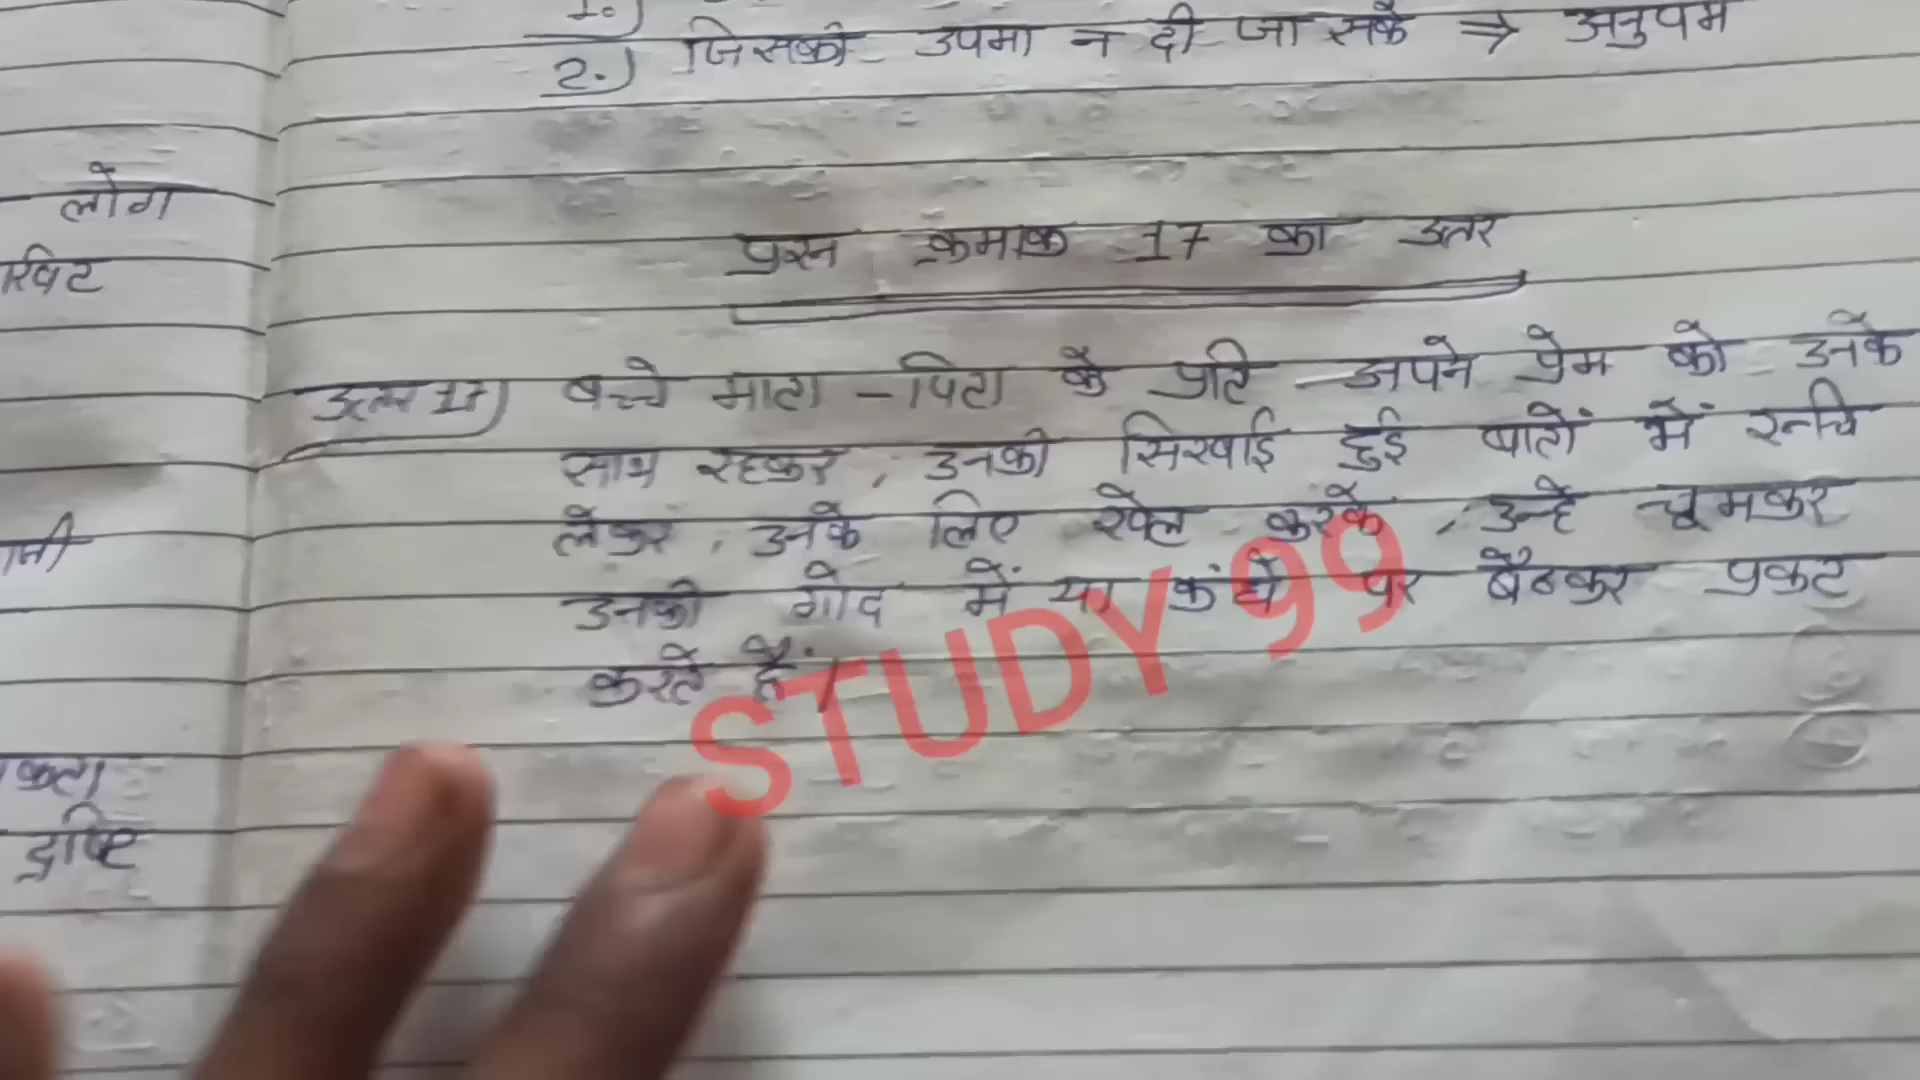 1.)
2.) जिसकी उपमा न दी जा सके ⇒ अनुपम
प्रश्न क्रमांक 17 का उत्तर
उत्तर 17) बच्चे माता - पिता के प्रति अपने प्रेम को उनके
साथ रहकर, उनकी सिखाई हुई बातों में रूचि
लेकर, उनके लिए खेल करके, उन्हे चूमकर
उनकी गोद में या कंधे पर बैठकर प्रकट
करते हैं।
STUDY 99
लोग
दृष्टि